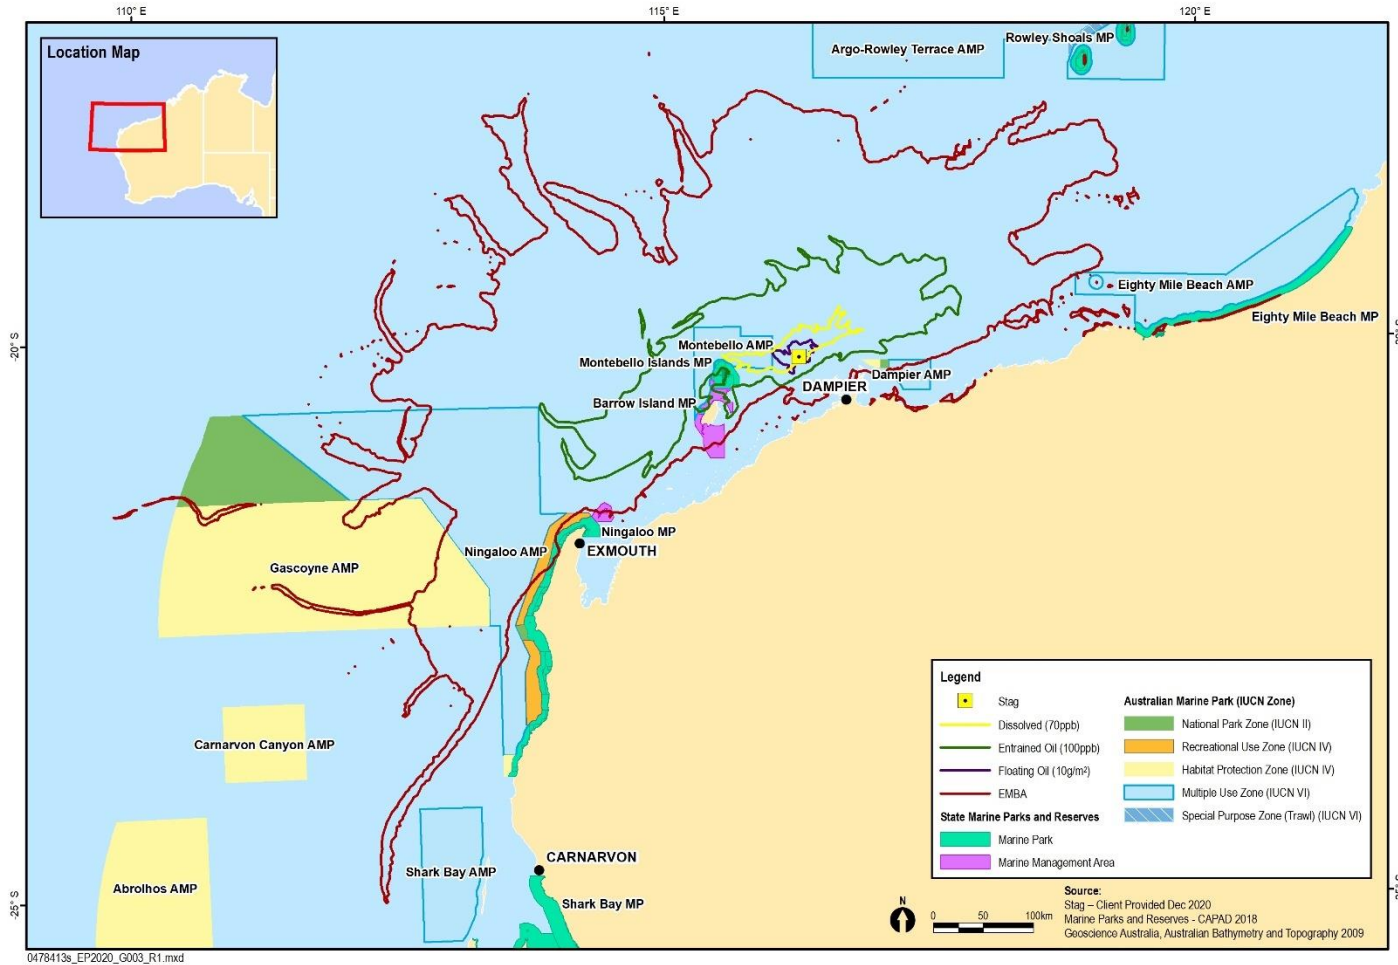 110° E
115° E
120° E
Location Map
Argo-Rowley Terrace AMP
Rowley Shoals MP
Eighty Mile Beach AMP
Eighty Mile Beach MP
Montebello AMP
Montebello Islands MP
Dampier AMP
DAMPIER
Barrow Island MP
Ningaloo MP
Ningaloo AMP
EXMOUTH
Gascoyne AMP
Carnarvon Canyon AMP
CARNARVON
Shark Bay AMP
Shark Bay MP
Abrolhos AMP
-25° S
Legend
Stag
Dissolved (70ppb)
Entrained Oil (100ppb)
Floating Oil (10g/m²)
EMBA
State Marine Parks and Reserves
Marine Park
Marine Management Area
Australian Marine Park (IUCN Zone)
National Park Zone (IUCN II)
Recreational Use Zone (IUCN IV)
Habitat Protection Zone (IUCN IV)
Multiple Use Zone (IUCN VI)
Special Purpose Zone (Trawl) (IUCN VI)
N
0 50 100km
Source:
Stag – Client Provided Dec 2020
Marine Parks and Reserves - CAPAD 2018
Geoscience Australia, Australian Bathymetry and Topography 2009
0478413s_EP2020_G003_R1.mxd